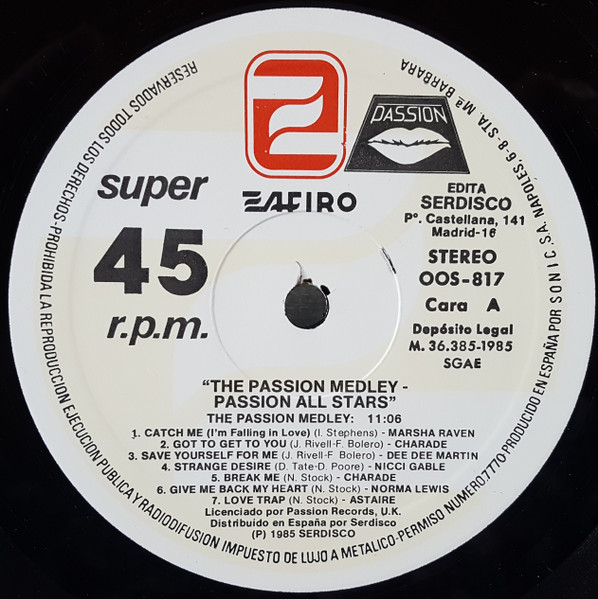 RESERVADOS TODOS LOS DERECHOS-PROHIBIDA LA REPRODUCCION EJECUCION PUBLICA Y RADIODIFUSION IMPUESTO DE LUJO A METALICO-PERMISO NUMERO 7770-PRODUCIDO EN ESPAÑA POR S O N I C S.A. NAPOLES, 6-8-STA Mª BARBARA
PASSION
super
45
r.p.m.
ZAFIRO
EDITA
SERDISCO
Pº. Castellana, 141
Madrid-16
STEREO
OOS-817
Cara A
Depósito Legal
M. 36.385-1985
SGAE
"THE PASSION MEDLEY -
PASSION ALL STARS"
THE PASSION MEDLEY: 11:06
1. CATCH ME (I'm Falling in Love) (I. Stephens) - MARSHA RAVEN
2. GOT TO GET TO YOU (J. Rivell-F. Bolero) - CHARADE
3. SAVE YOURSELF FOR ME (J. Rivell-F. Bolero) - DEE DEE MARTIN
4. STRANGE DESIRE (D. Tate-D. Poore) - NICCI GABLE
5. BREAK ME (N. Stock) - CHARADE
6. GIVE ME BACK MY HEART (N. Stock) - NORMA LEWIS
7. LOVE TRAP (N. Stock) - ASTAIRE
Licenciado por Passion Records, U.K.
Distribuído en España por Serdisco
(P) 1985 SERDISCO